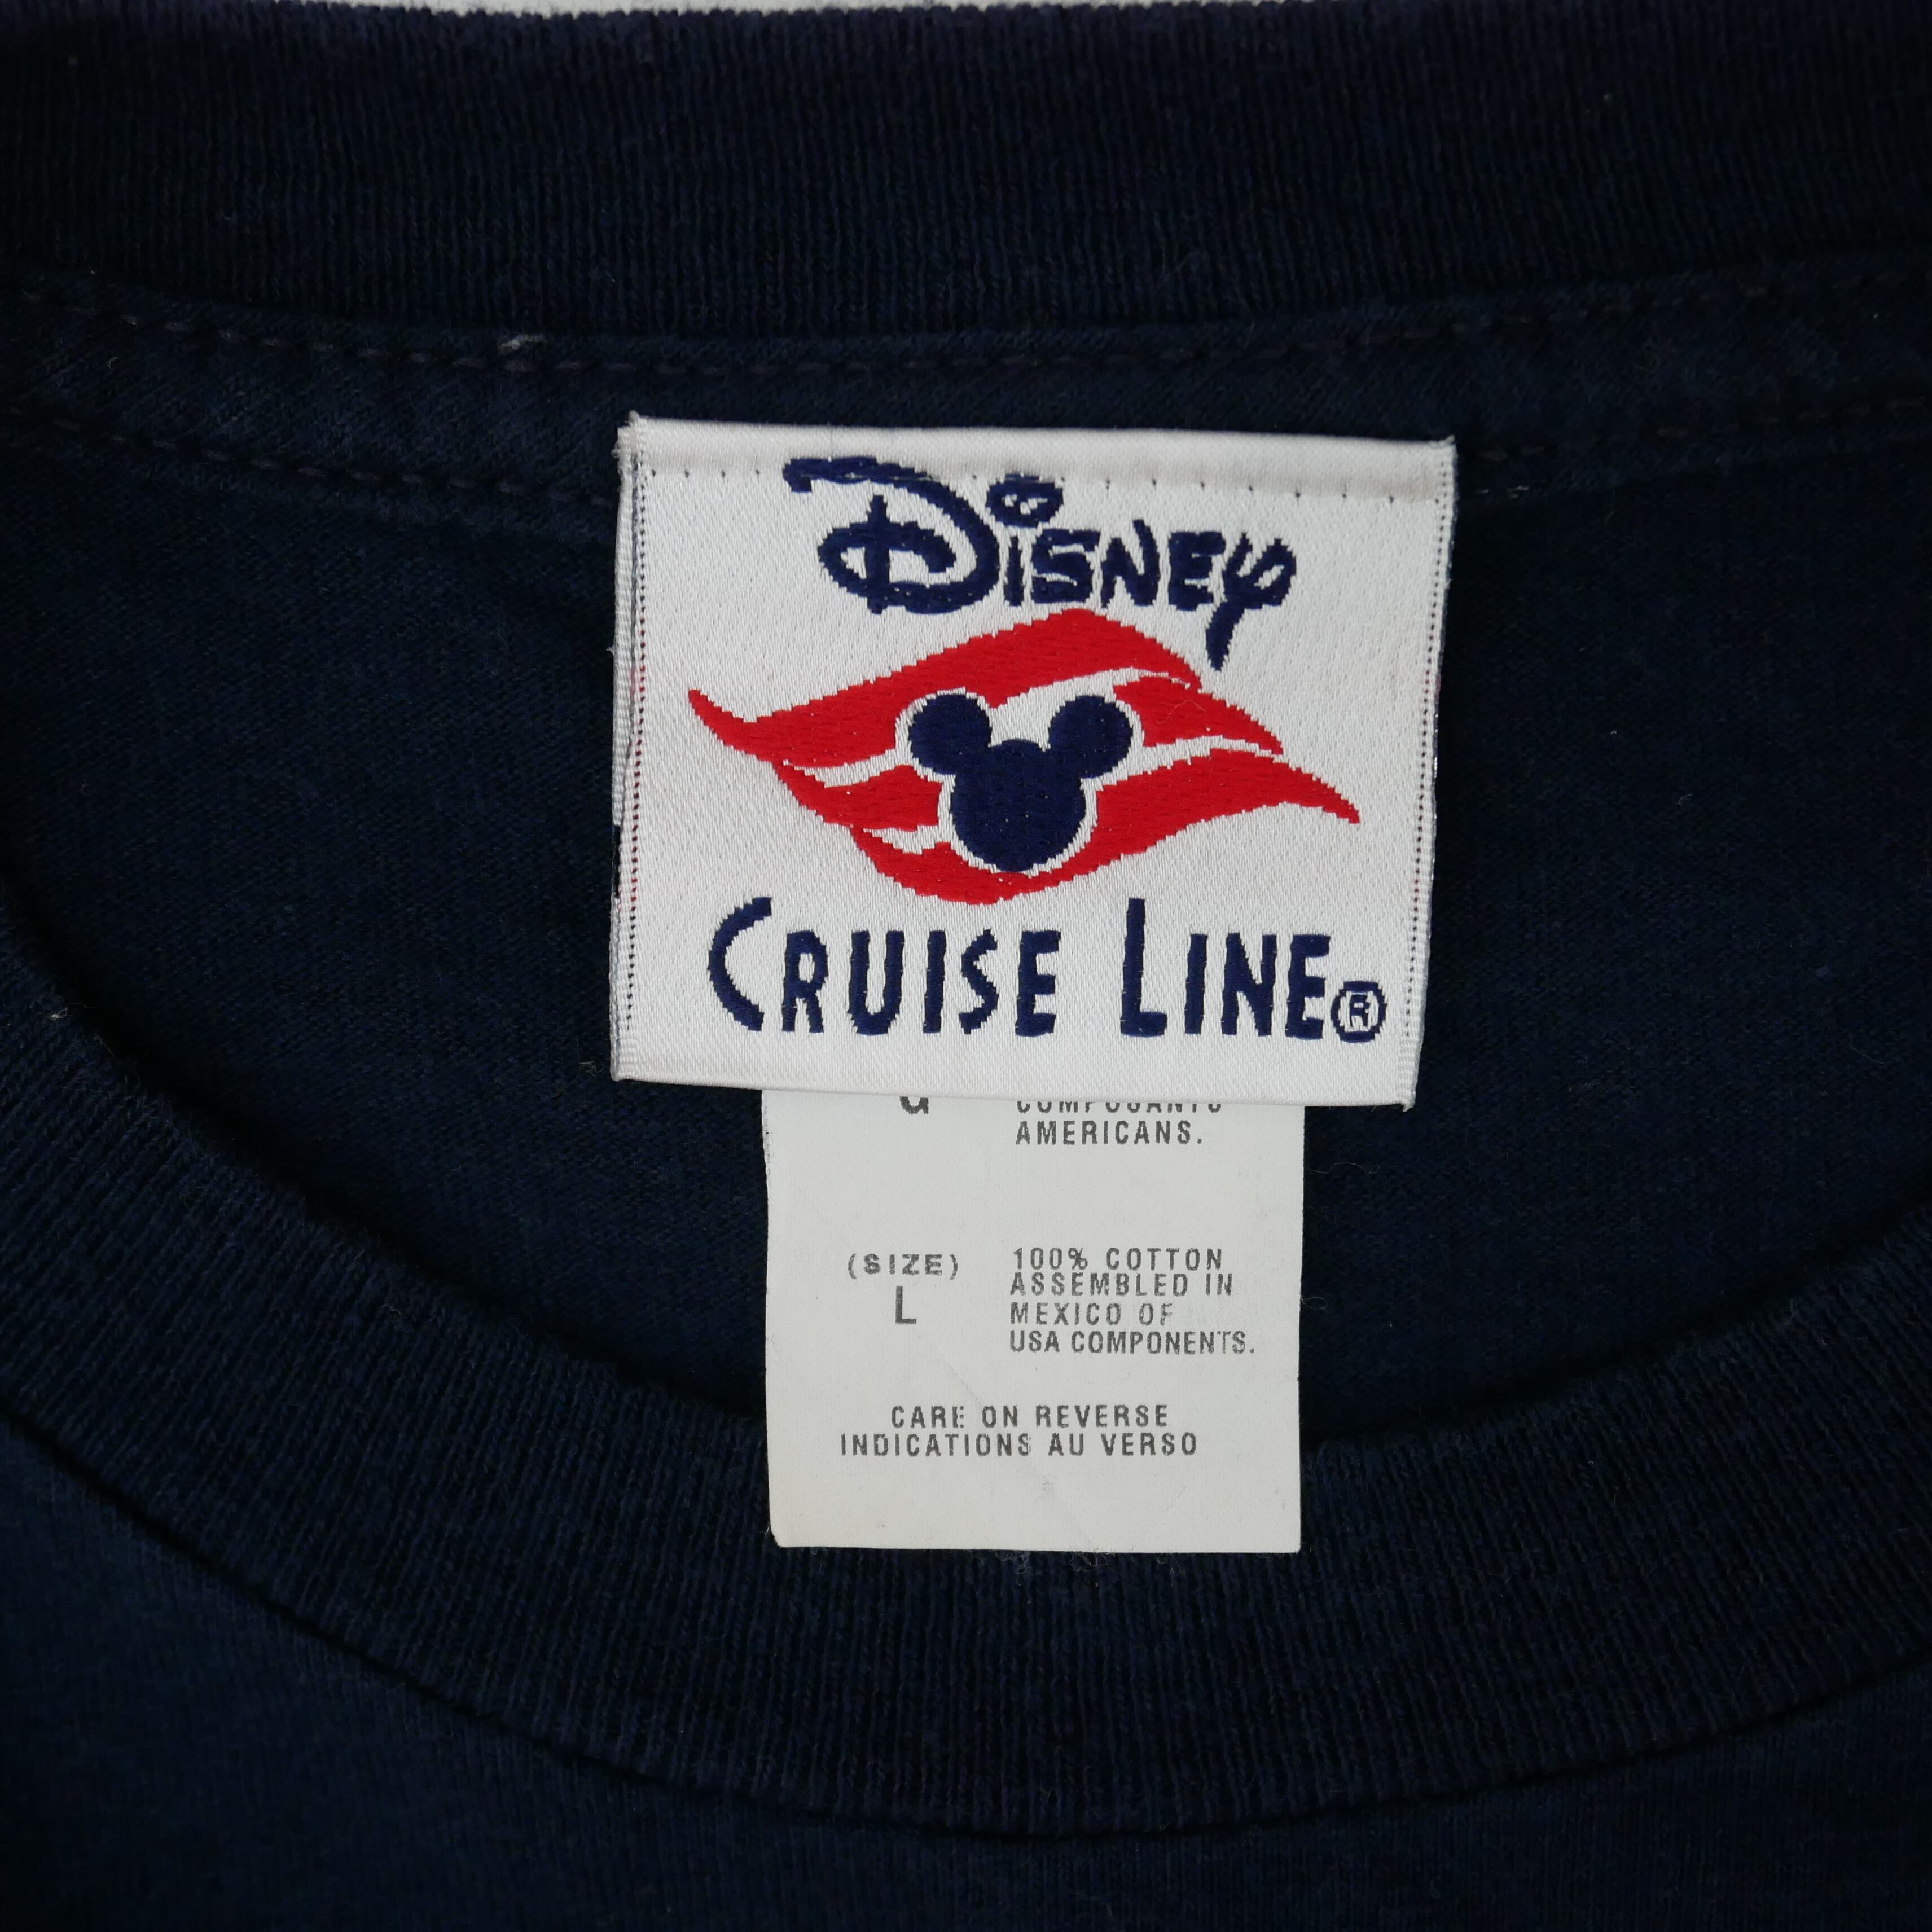 Disney
CRUISE LINE®
G COMPOSANTS
AMERICANS.
(SIZE) 100% COTTON
L ASSEMBLED IN
MEXICO OF
USA COMPONENTS.
CARE ON REVERSE
INDICATIONS AU VERSO